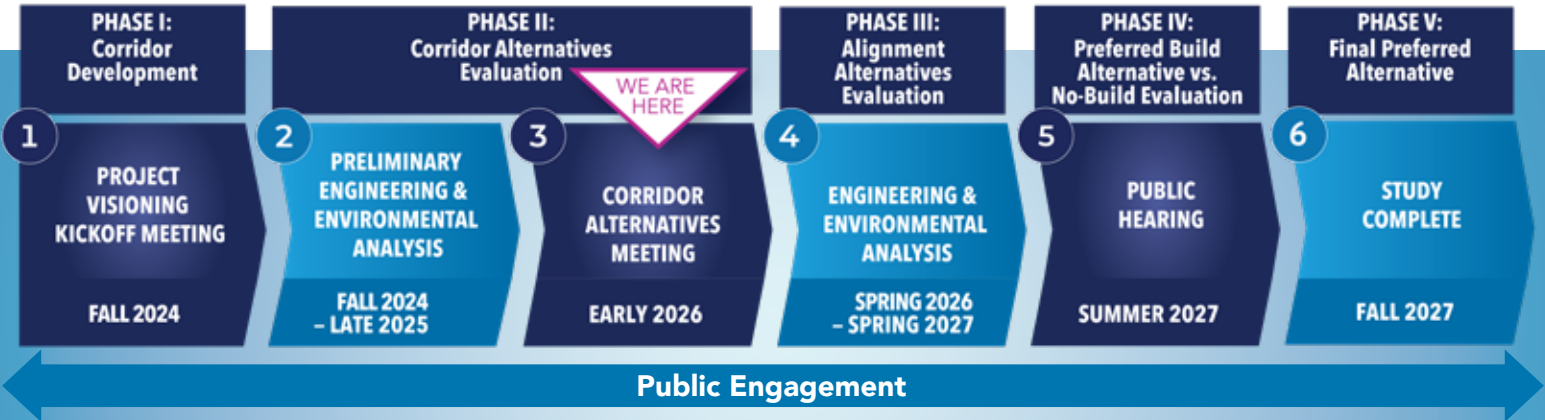 PHASE I:
Corridor
Development
PHASE II:
Corridor Alternatives
Evaluation
WE ARE
HERE
PHASE III:
Alignment
Alternatives
Evaluation
PHASE IV:
Preferred Build
Alternative vs.
No-Build Evaluation
PHASE V:
Final Preferred
Alternative
1
PROJECT
VISIONING
KICKOFF MEETING
FALL 2024
2
PRELIMINARY
ENGINEERING &
ENVIRONMENTAL
ANALYSIS
FALL 2024
– LATE 2025
3
CORRIDOR
ALTERNATIVES
MEETING
EARLY 2026
4
ENGINEERING &
ENVIRONMENTAL
ANALYSIS
SPRING 2026
– SPRING 2027
5
PUBLIC
HEARING
SUMMER 2027
6
STUDY
COMPLETE
FALL 2027
Public Engagement